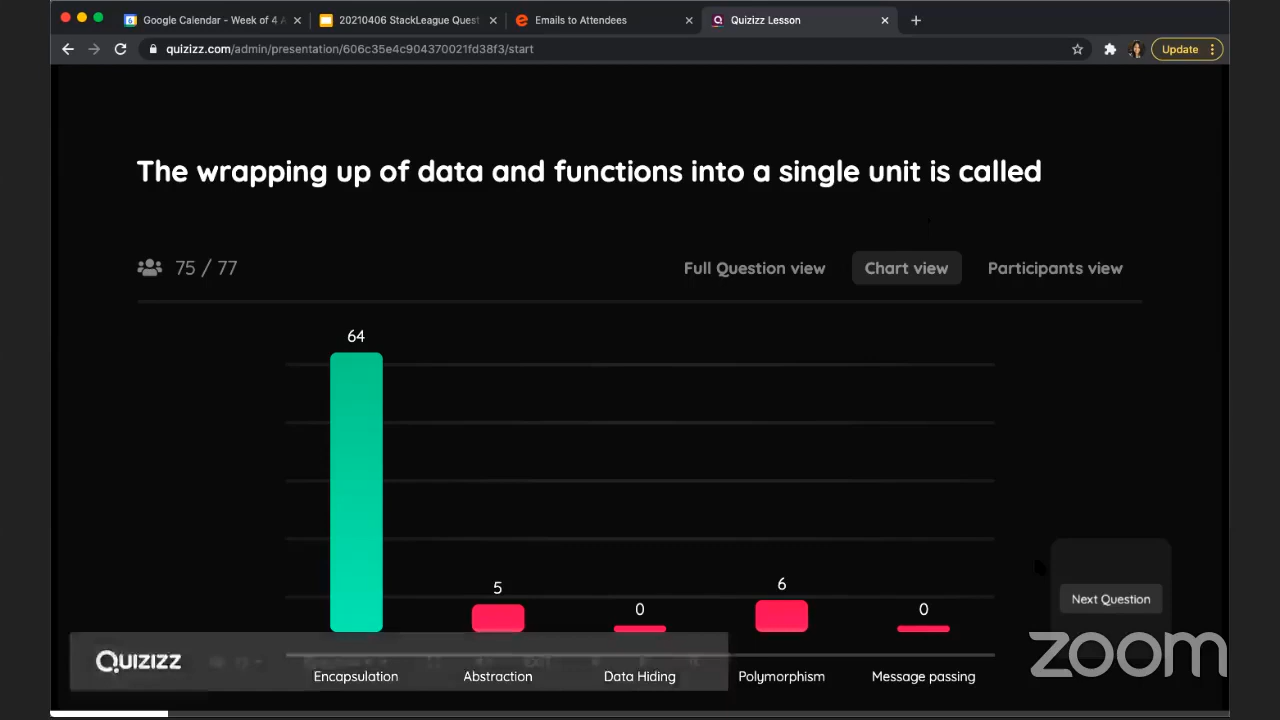 Google Calendar - Week of 4 A
20210406 StackLeague Quest
Emails to Attendees
Quizizz Lesson
quizizz.com/admin/presentation/606c35e4c904370021fd38f3/start
Update
The wrapping up of data and functions into a single unit is called
75 / 77
Full Question view
Chart view
Participants view
64
5
0
6
0
Next Question
Quizizz
zoom
Encapsulation
Abstraction
Data Hiding
Polymorphism
Message passing